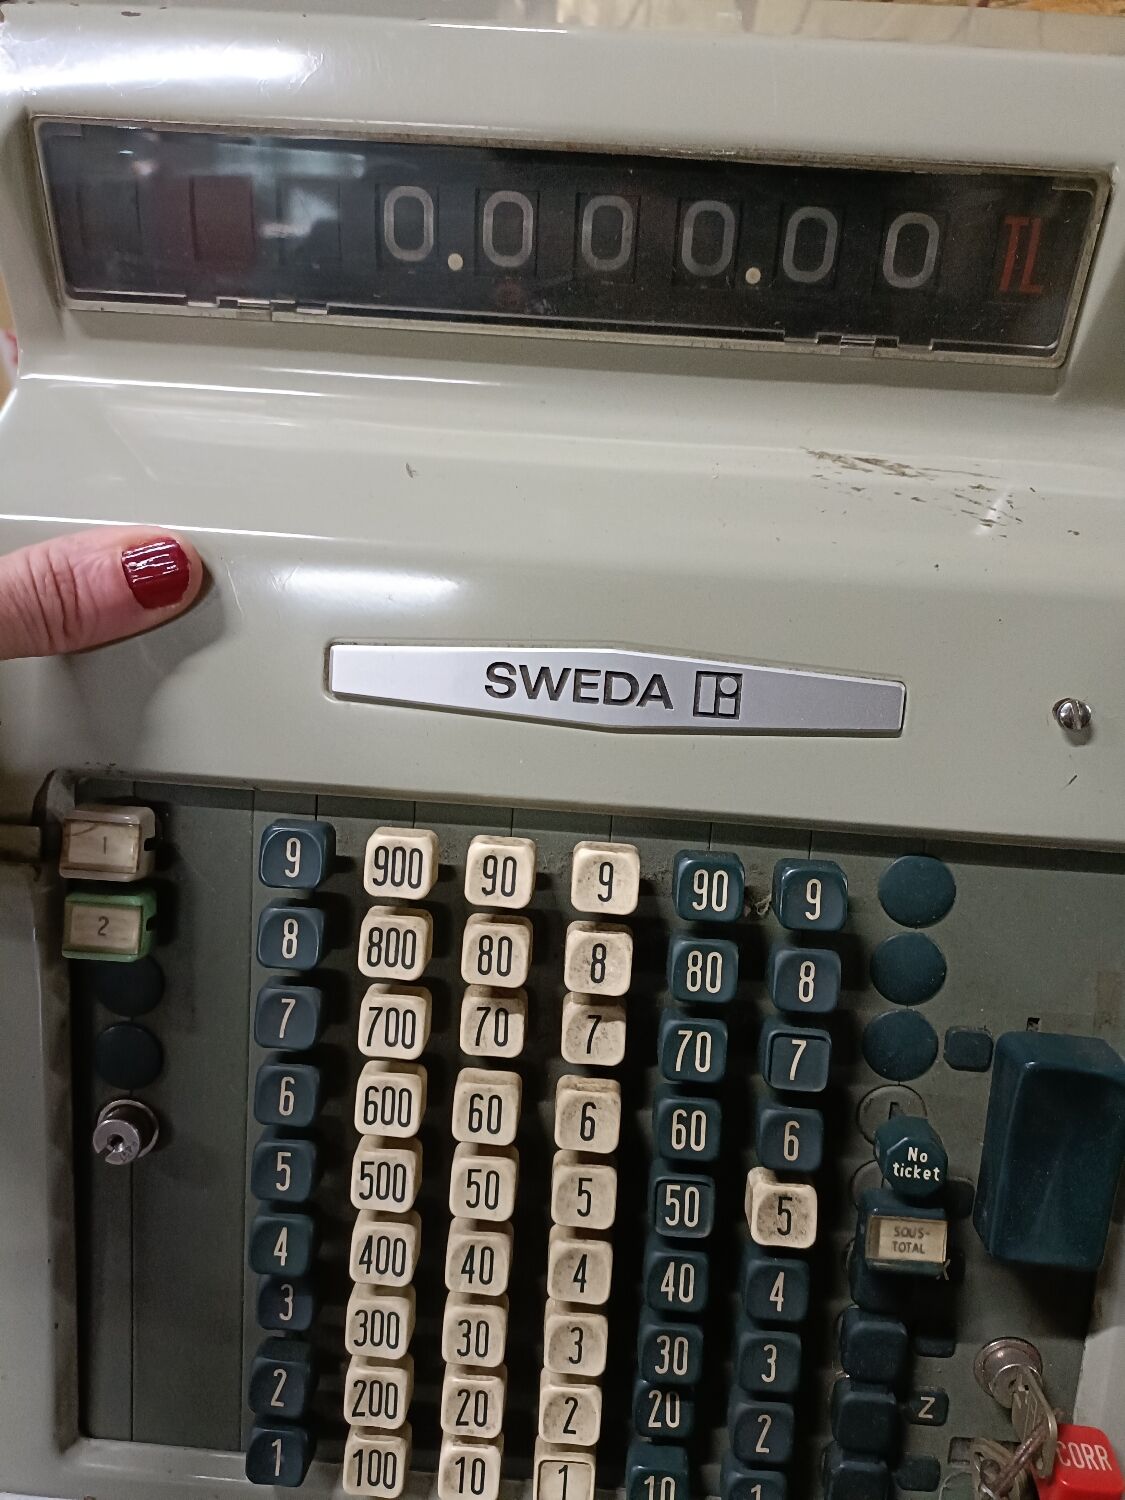 0.000.00 TL
SWEDA
1
2
9 900 90 9 90 9
8 800 80 8 80 8
7 700 70 7 70 7
6 600 60 6 60 6
5 500 50 5 50 5
4 400 40 4 40 4
3 300 30 3 30 3
2 200 20 2 20 2
1 100 10 1 10 1
No
ticket
SOUS-
TOTAL
X
Z
CORR